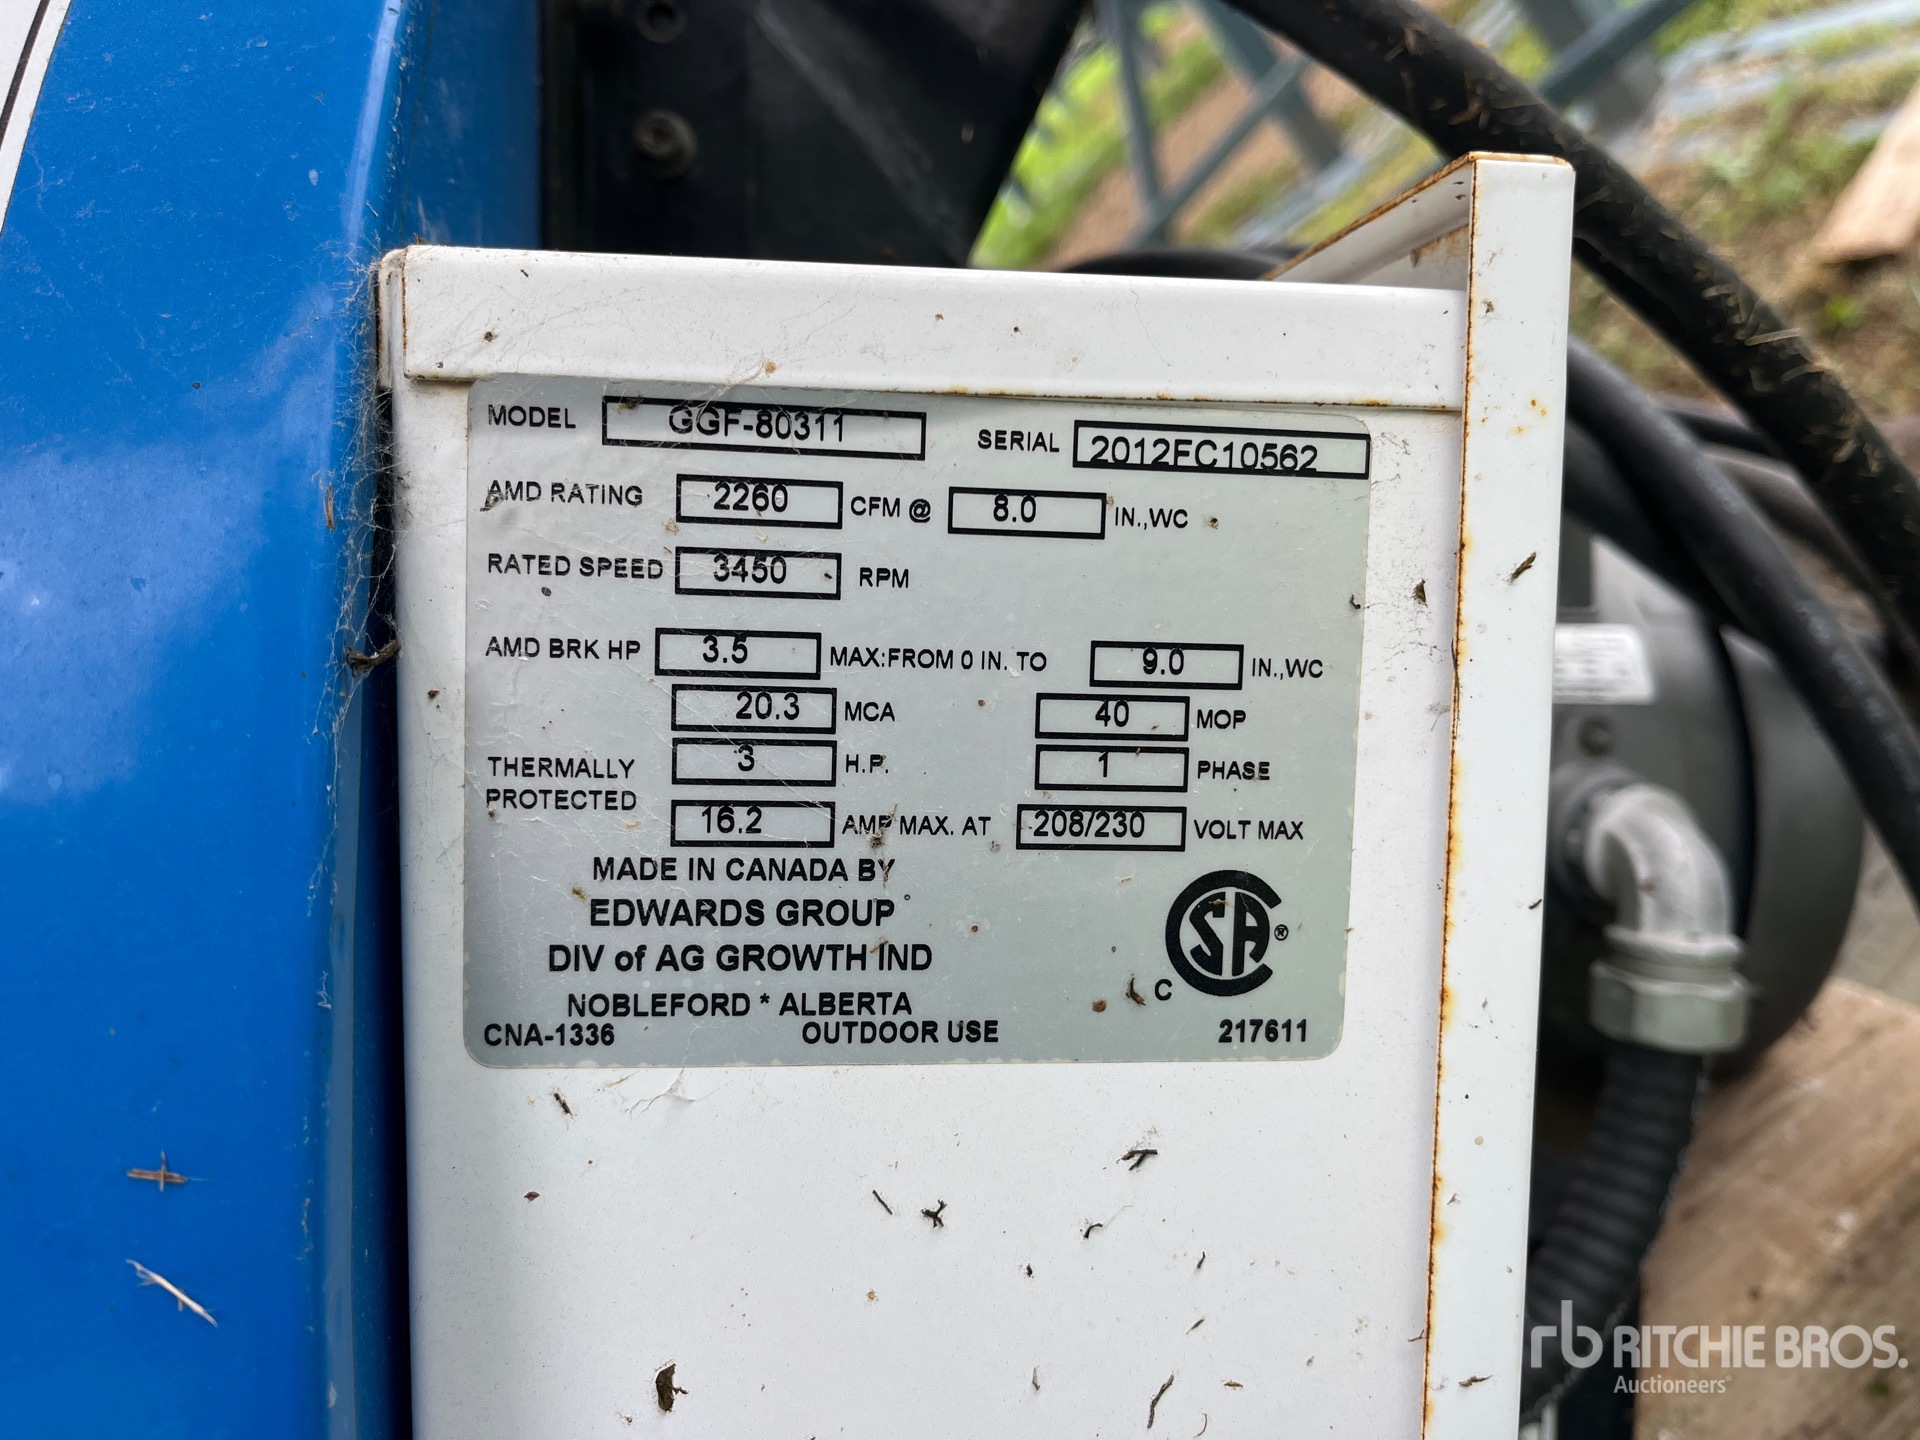 MODEL GGF-80311 SERIAL 2012FC10562
AMD RATING 2260 CFM @ 8.0 IN.,WC
RATED SPEED 3450 RPM
AMD BRK HP 3.5 MAX:FROM 0 IN. TO 9.0 IN.,WC
20.3 MCA 40 MOP
THERMALLY 3 H.P. 1 PHASE
PROTECTED 16.2 AMP MAX. AT 208/230 VOLT MAX
MADE IN CANADA BY
EDWARDS GROUP
DIV of AG GROWTH IND
NOBLEFORD * ALBERTA
C SA ®
CNA-1336 OUTDOOR USE 217611
rb RITCHIE BROS.
Auctioneers